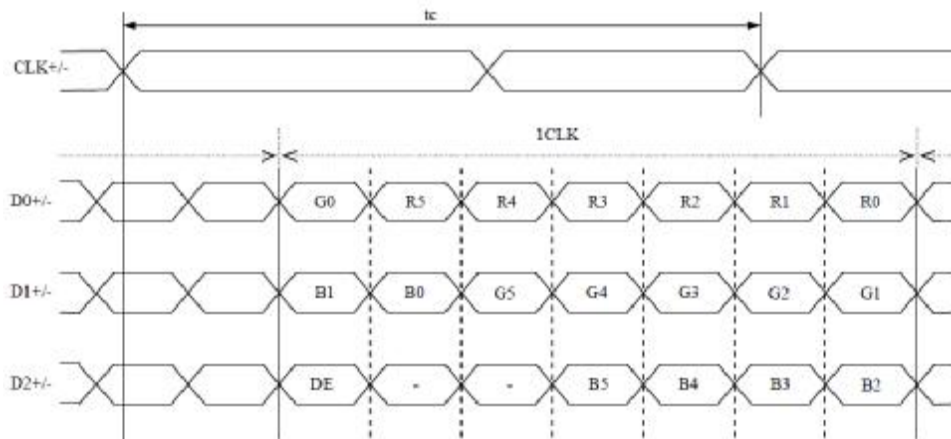 tc
CLK+/-
1CLK
D0+/- G0 R5 R4 R3 R2 R1 R0
D1+/- B1 B0 G5 G4 G3 G2 G1
D2+/- DE - - B5 B4 B3 B2